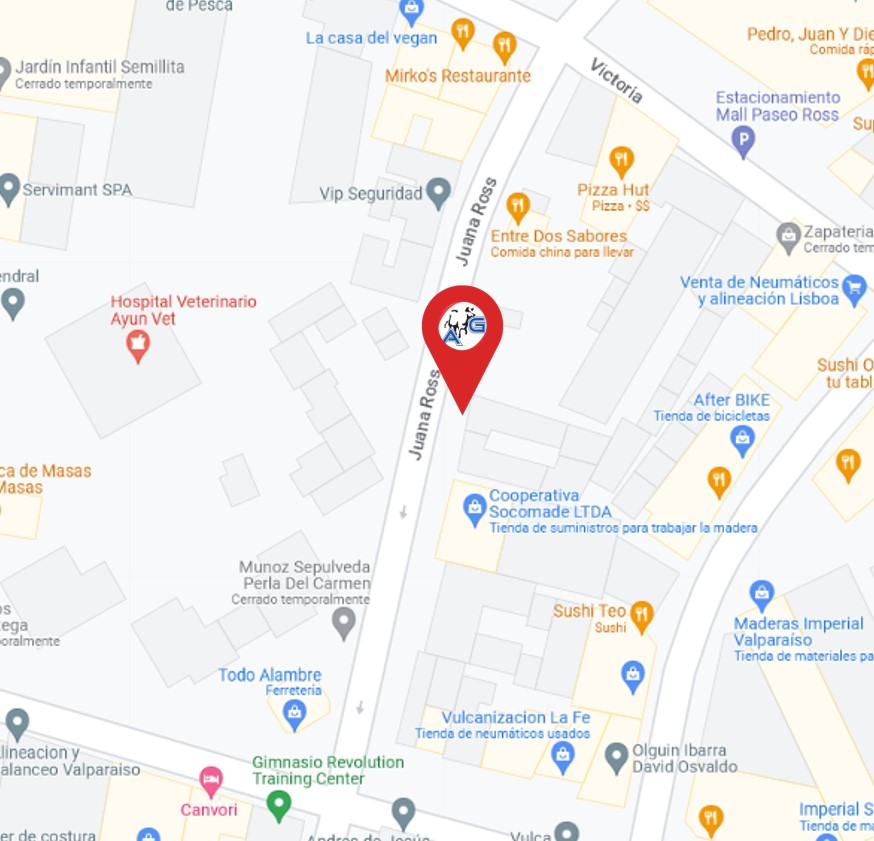 de Pesca
La casa del vegan
Mirko's Restaurante
Victoria
Pedro, Juan Y Die
Comida ráp
Jardín Infantil Semillita
Cerrado temporalmente
Estacionamiento
Mall Paseo Ross
P
Sup
Servimant SPA
Vip Seguridad
Juana Ross
Pizza Hut
Pizza • $$
Entre Dos Sabores
Comida china para llevar
Zapateria
Cerrado tem
endral
Venta de Neumáticos
y alineación Lisboa
Hospital Veterinario
Ayun Vet
AG
Juana Ross
Sushi O
tu tabl
After BIKE
Tienda de bicicletas
ca de Masas
Masas
Cooperativa
Socomade LTDA
Tienda de suministros para trabajar la madera
Munoz Sepulveda
Perla Del Carmen
Cerrado temporalmente
os
tega
oralmente
Sushi Teo
Sushi
Maderas Imperial
Valparaíso
Tienda de materiales pa
Todo Alambre
Ferretería
Vulcanizacion La Fe
Tienda de neumáticos usados
Olguin Ibarra
David Osvaldo
lineacion y
alanceo Valparaiso
Gimnasio Revolution
Training Center
Canvori
Imperial S
Tienda de ma
er de costura
Andres de Jesús
Vulca